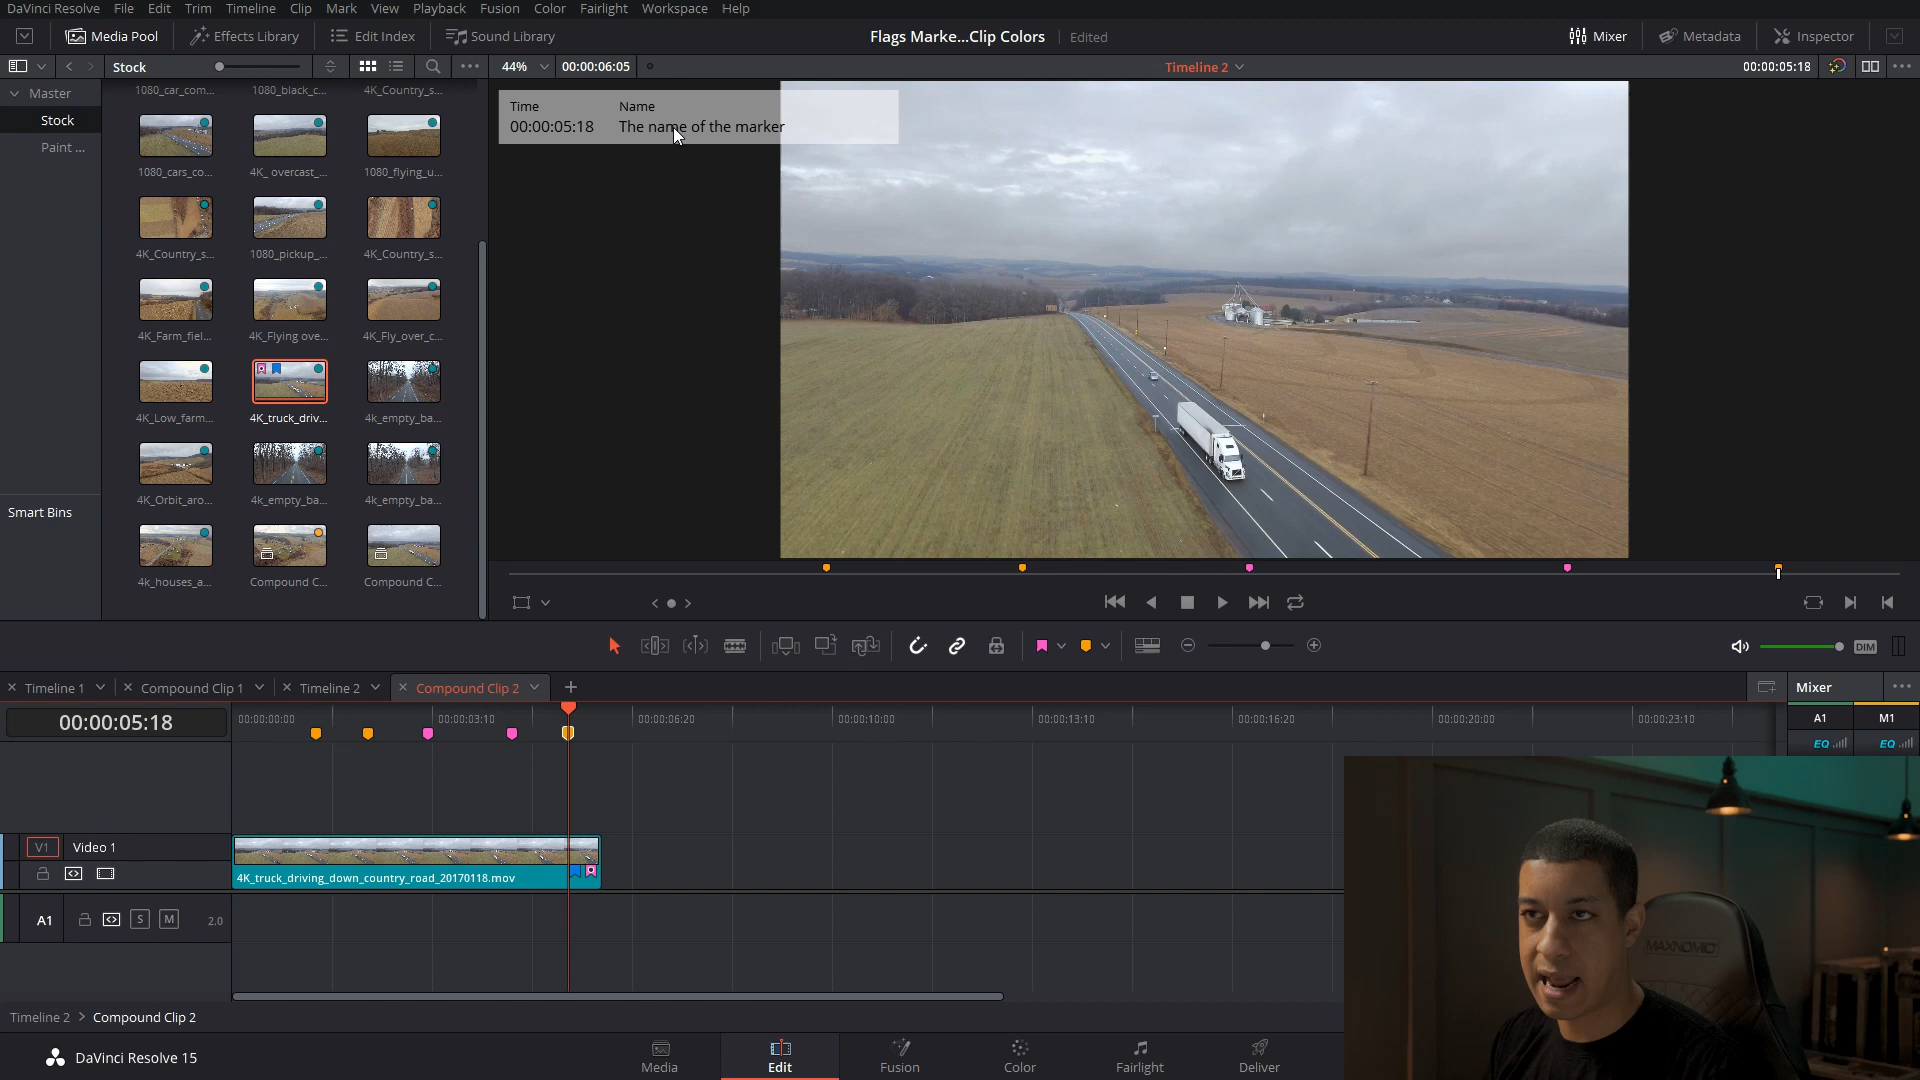 DaVinci Resolve File Edit Trim Timeline Clip Mark View Playback Fusion Color Fairlight Workspace Help
Media Pool Effects Library Edit Index Sound Library Flags Marke...Clip Colors Edited Mixer Metadata Inspector
Stock 44% 00:00:06:05 Timeline 2 00:00:05:18
Master
Stock
Paint ...
Smart Bins
1080_car_com... 1080_black_c... 4K_Country_s...
1080_cars_co... 4K_ overcast_... 1080_flying_u...
4K_Country_s... 1080_pickup_... 4K_Country_s...
4K_Farm_fiel... 4K_Flying ove... 4K_Fly_over_c...
4K_Low_farm... 4K_truck_driv... 4k_empty_ba...
4K_Orbit_aro... 4k_empty_ba... 4k_empty_ba...
4k_houses_a... Compound C... Compound C...
Time Name
00:00:05:18 The name of the marker
DIM
Timeline 1 Compound Clip 1 Timeline 2 Compound Clip 2 Mixer
00:00:05:18 00:00:00:00 00:00:03:10 00:00:06:20 00:00:10:00 00:00:13:10 00:00:16:20 00:00:20:00 00:00:23:10
A1 M1
EQ EQ
V1 Video 1
4K_truck_driving_down_country_road_20170118.mov
A1 S M 2.0
MAXNOMIC
Timeline 2 > Compound Clip 2
DaVinci Resolve 15 Media Edit Fusion Color Fairlight Deliver